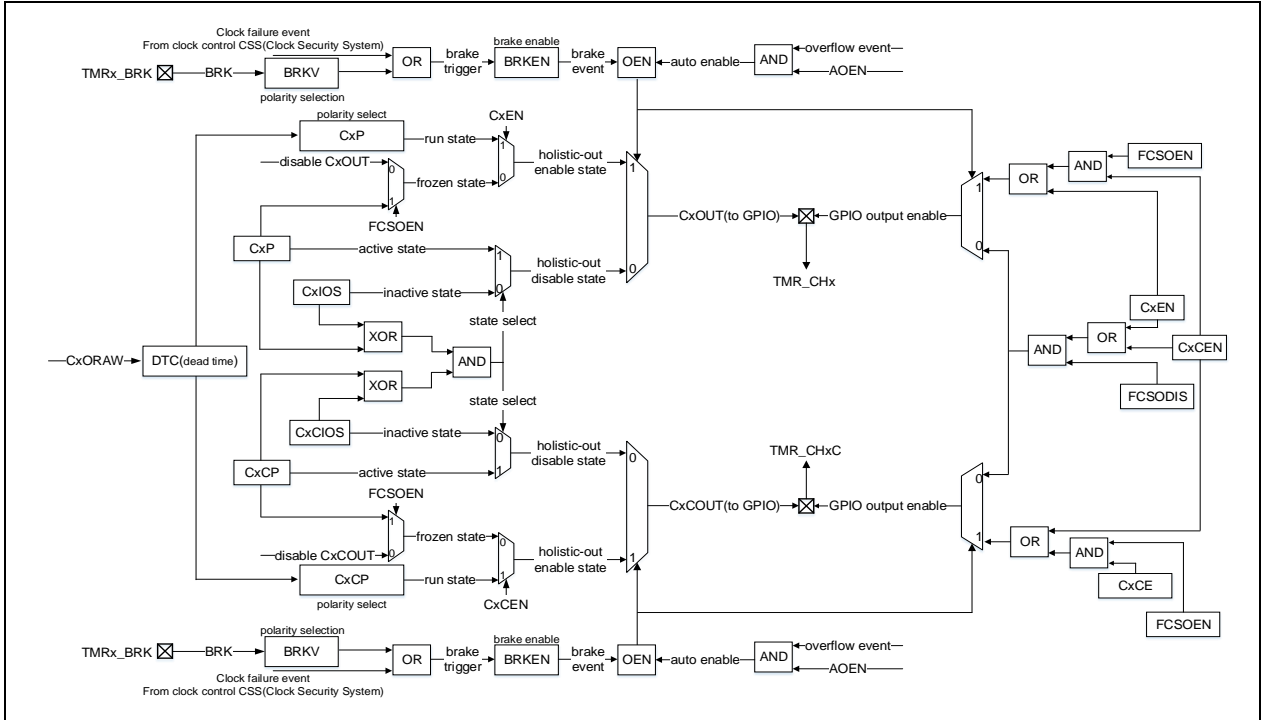 Clock failure event
From clock control CSS(Clock Security System)
TMRx_BRK
BRK
BRKV
polarity selection
OR
brake
trigger
brake enable
BRKEN
brake
event
OEN
auto enable
AND
overflow event
AOEN
polarity select
CxP
run state
CxEN
1
0
disable CxOUT
0
1
frozen state
FCSOEN
holistic-out
enable state
1
0
CxP
active state
1
0
holistic-out
disable state
CxIOS
inactive state
state select
XOR
AND
XOR
state select
CxORAW
DTC(dead time)
CxCIOS
inactive state
0
1
holistic-out
disable state
CxCP
active state
FCSOEN
1
0
frozen state
disable CxCOUT
0
1
holistic-out
enable state
CxCP
run state
polarity select
CxCEN
0
1
CxOUT(to GPIO)
GPIO output enable
TMR_CHx
1
0
OR
AND
FCSOEN
CxEN
AND
OR
CxCEN
FCSODIS
TMR_CHxC
CxCOUT(to GPIO)
GPIO output enable
0
1
OR
AND
CxCE
FCSOEN
TMRx_BRK
BRK
polarity selection
BRKV
Clock failure event
From clock control CSS(Clock Security System)
OR
brake
trigger
brake enable
BRKEN
brake
event
OEN
auto enable
AND
overflow event
AOEN